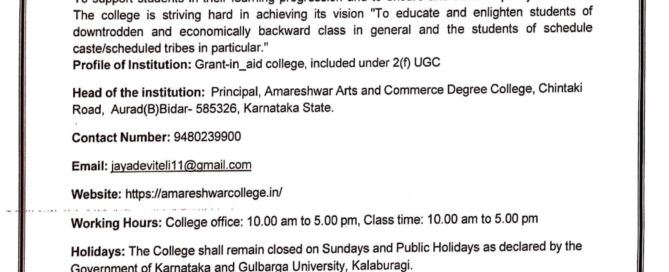 The college is striving hard in achieving its vision "To educate and enlighten students of
downtrodden and economically backward class in general and the students of schedule
caste/scheduled tribes in particular."
Profile of Institution: Grant-in_aid college, included under 2(f) UGC
Head of the institution: Principal, Amareshwar Arts and Commerce Degree College, Chintaki
Road, Aurad(B)Bidar- 585326, Karnataka State.
Contact Number: 9480239900
Email: jayadeviteli11@gmail.com
Website: https://amareshwarcollege.in/
Working Hours: College office: 10.00 am to 5.00 pm, Class time: 10.00 am to 5.00 pm
Holidays: The College shall remain closed on Sundays and Public Holidays as declared by the
Government of Karnataka and Gulbarga University, Kalaburagi.